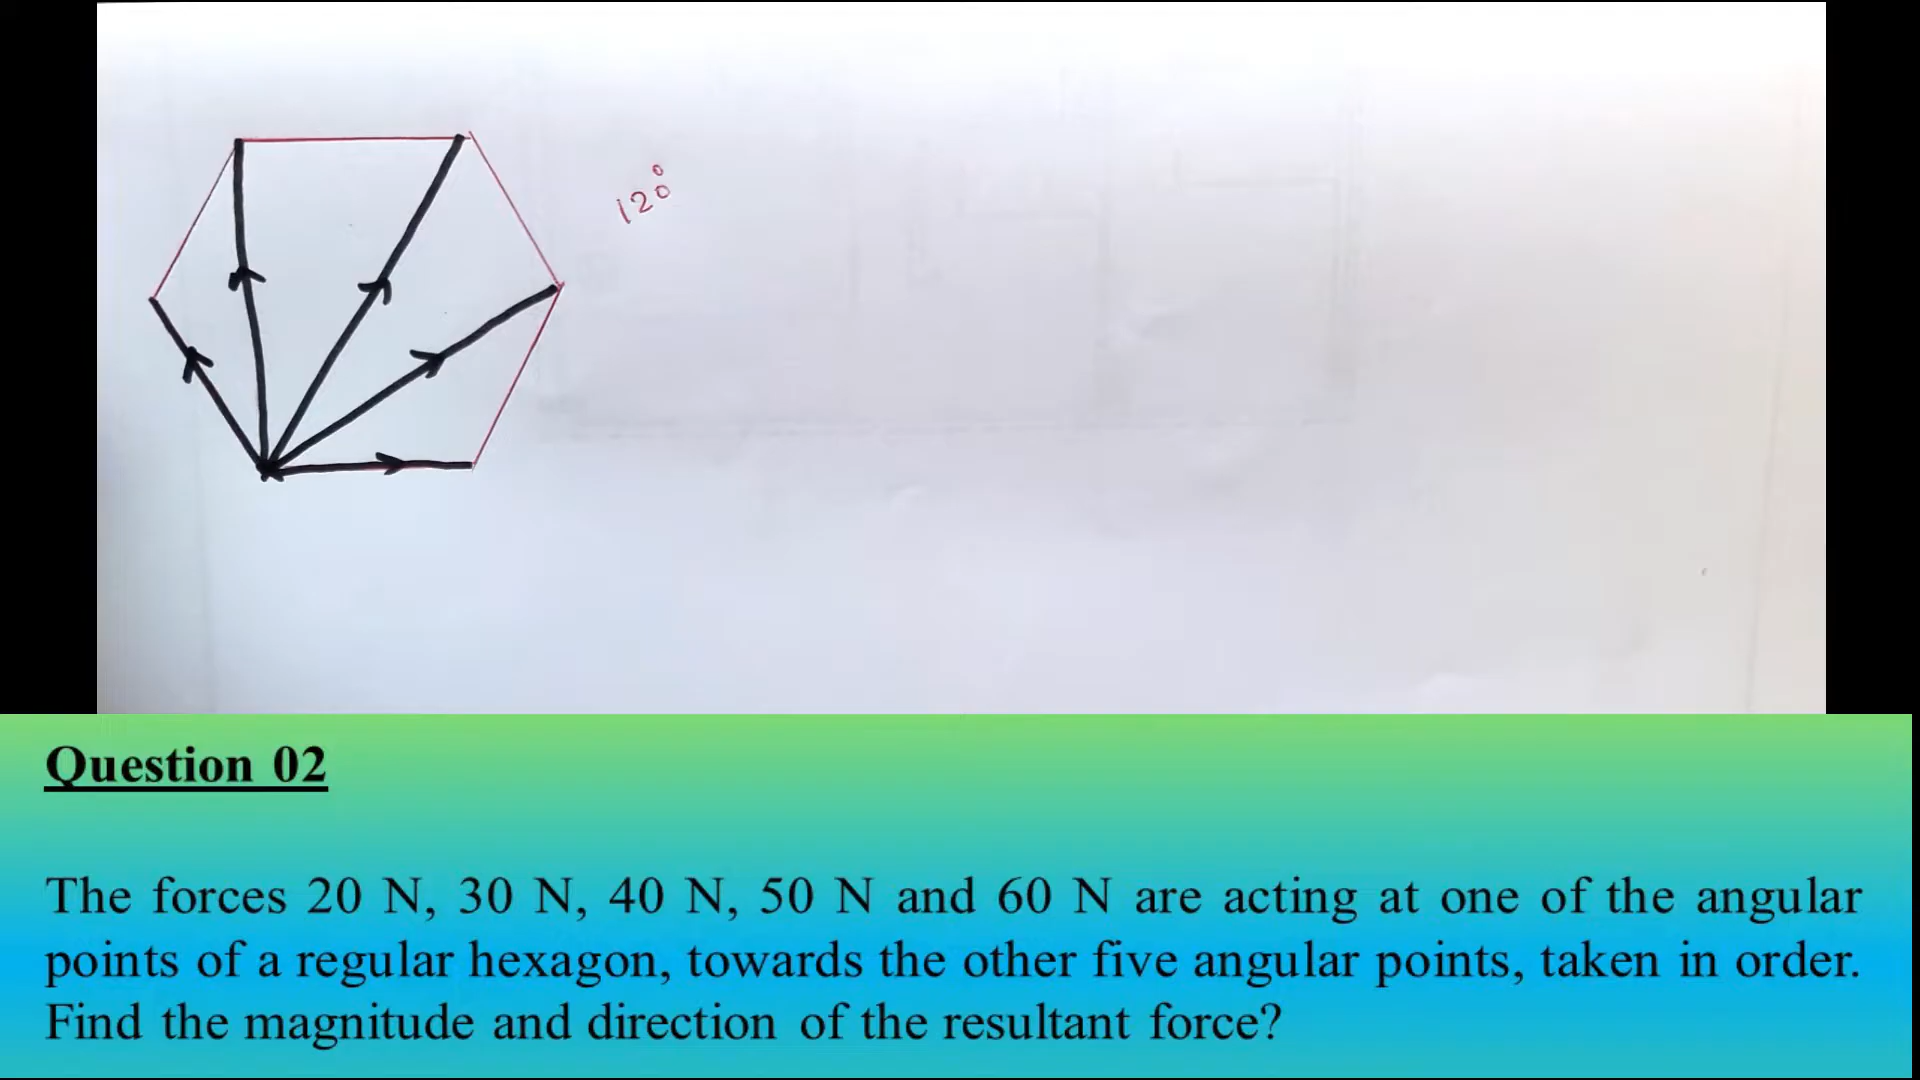 120°
Question 02
The forces 20 N, 30 N, 40 N, 50 N and 60 N are acting at one of the angular
points of a regular hexagon, towards the other five angular points, taken in order.
Find the magnitude and direction of the resultant force?